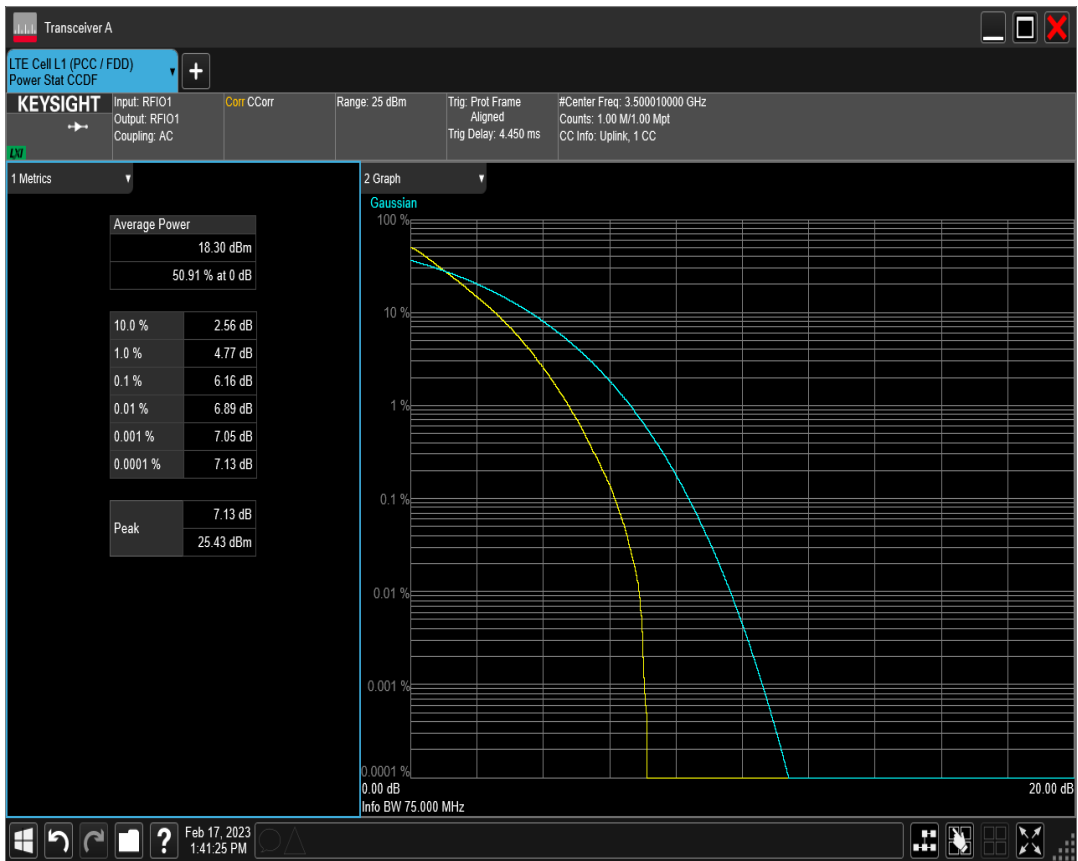 Transceiver A
LTE Cell L1 (PCC / FDD)
Power Stat CCDF
+
KEYSIGHT
LXI
Input: RFIO1
Output: RFIO1
Coupling: AC
Corr CCorr
Range: 25 dBm
Trig: Prot Frame
Aligned
Trig Delay: 4.450 ms
#Center Freq: 3.500010000 GHz
Counts: 1.00 M/1.00 Mpt
CC Info: Uplink, 1 CC
1 Metrics
Average Power
18.30 dBm
50.91 % at 0 dB
10.0 % 2.56 dB
1.0 % 4.77 dB
0.1 % 6.16 dB
0.01 % 6.89 dB
0.001 % 7.05 dB
0.0001 % 7.13 dB
Peak
7.13 dB
25.43 dBm
2 Graph
Gaussian
100 %
10 %
1 %
0.1 %
0.01 %
0.001 %
0.0001 %
0.00 dB 20.00 dB
Info BW 75.000 MHz
?
Feb 17, 2023
1:41:25 PM